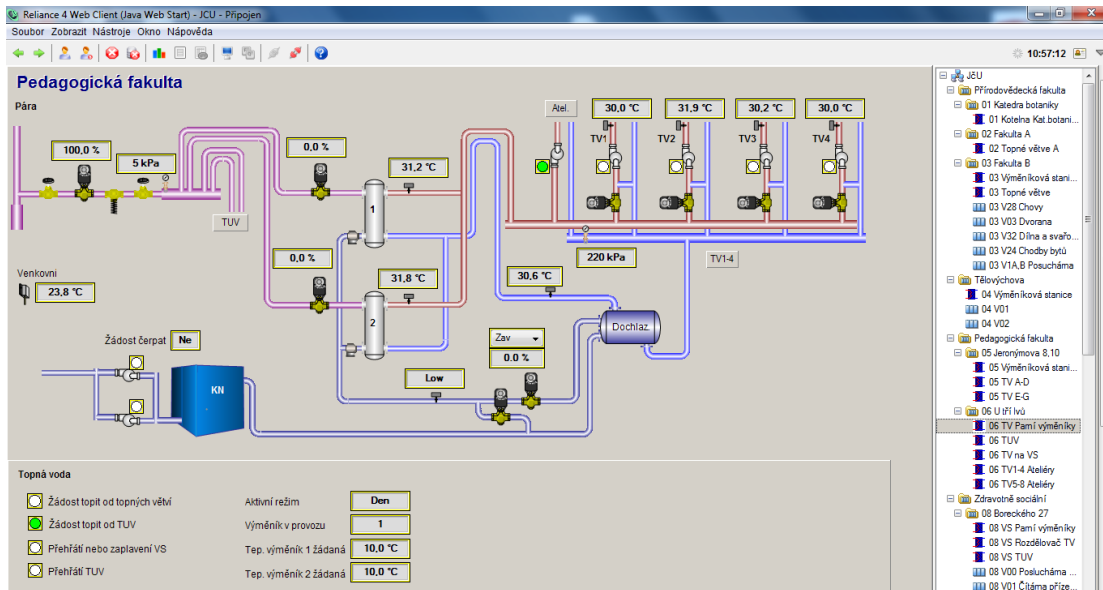 Reliance 4 Web Client (Java Web Start) - JCU - Připojen
Soubor Zobrazit Nástroje Okno Nápověda
10:57:12
Pedagogická fakulta
Pára
100,0 %
5 kPa
0,0 %
31,2 °C
Atel.
30,0 °C
31,9 °C
30,2 °C
30,0 °C
TV1
TV2
TV3
TV4
1
TUV
0,0 %
220 kPa
TV1-4
Venkovni
23,8 °C
31,8 °C
30,6 °C
2
Dochlaz.
Žádost čerpat
Ne
Zav
0.0 %
KN
Low
Topná voda
Žádost topit od topných větví
Aktivní režim
Den
Žádost topit od TUV
Výměník v provozu
1
Přehřátí nebo zaplavení VS
Tep. výměník 1 žádaná
10,0 °C
Přehřátí TUV
Tep. výměník 2 žádaná
10,0 °C
JčU
Přírodovědecká fakulta
01 Katedra botaniky
01 Kotelna Kat.botani...
02 Fakulta A
02 Topné větve A
03 Fakulta B
03 Výměníková stani...
03 Topné větve
03 V28 Chovy
03 V03 Dvorana
03 V32 Dílna a svařo...
03 V24 Chodby bytů
03 V1A,B Posuchárna
Tělovýchova
04 Výměníková stanice
04 V01
04 V02
Pedagogická fakulta
05 Jeronýmova 8,10
05 Výměníková stani...
05 TV A-D
05 TV E-G
06 U tří lvů
06 TV Parní výměníky
06 TUV
06 TV na VS
06 TV1-4 Ateliéry
06 TV5-8 Ateliéry
Zdravotně sociální
08 Boreckého 27
08 VS Parní výměníky
08 VS Rozdělovač TV
08 VS TUV
08 V00 Poslucháma ...
08 V01 Čítárna příze...